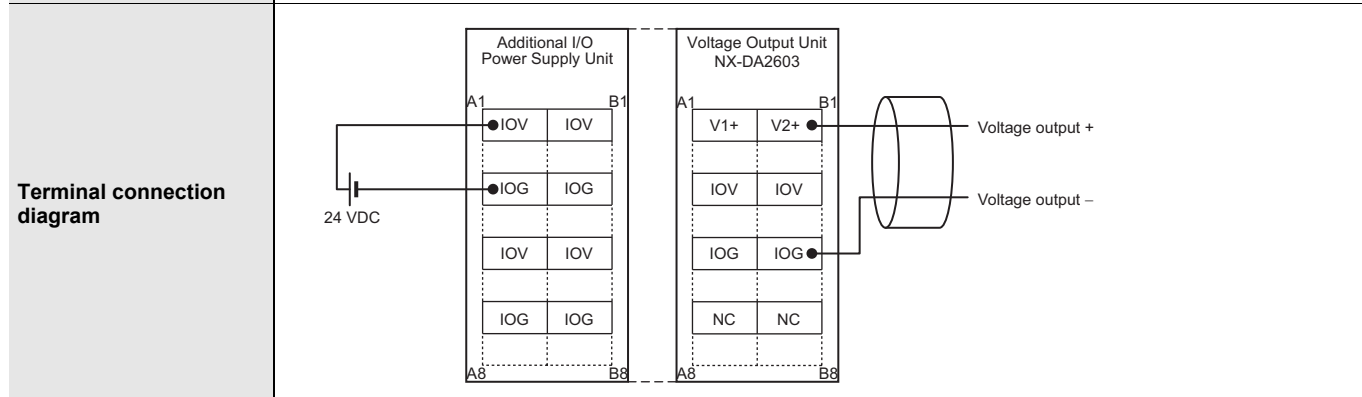 Terminal connection
diagram
24 VDC
Additional I/O
Power Supply Unit
A1 B1
IOV IOV
IOG IOG
IOV IOV
IOG IOG
A8 B8
Voltage Output Unit
NX-DA2603
A1 B1
V1+ V2+
IOV IOV
IOG IOG
NC NC
A8 B8
Voltage output +
Voltage output −